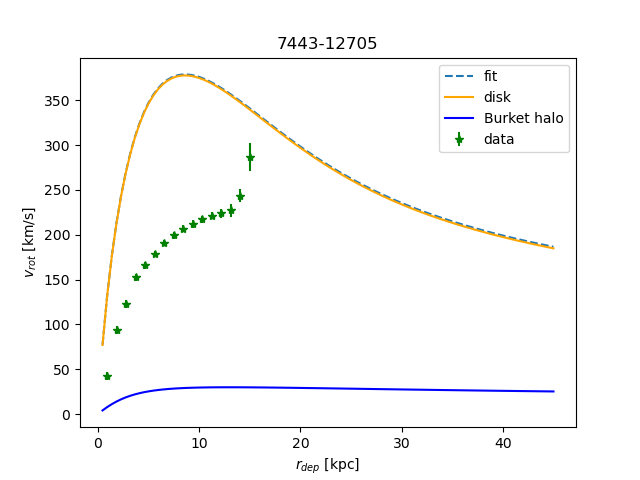 7443-12705
fit
disk
Burket halo
data
350
300
250
200
150
100
50
0
v_rot [km/s]
0 10 20 30 40
r_dep [kpc]